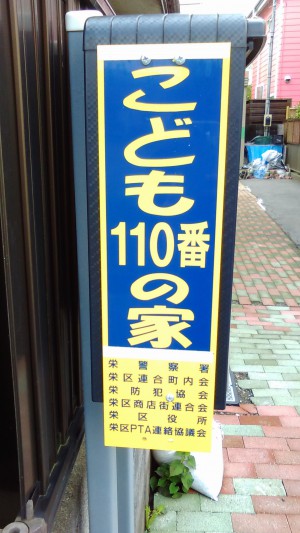 こども
110番
の家
栄警察署
栄区連合町内会
栄防犯協会
栄区商店街連合会
栄区役所
栄区PTA連絡協議会